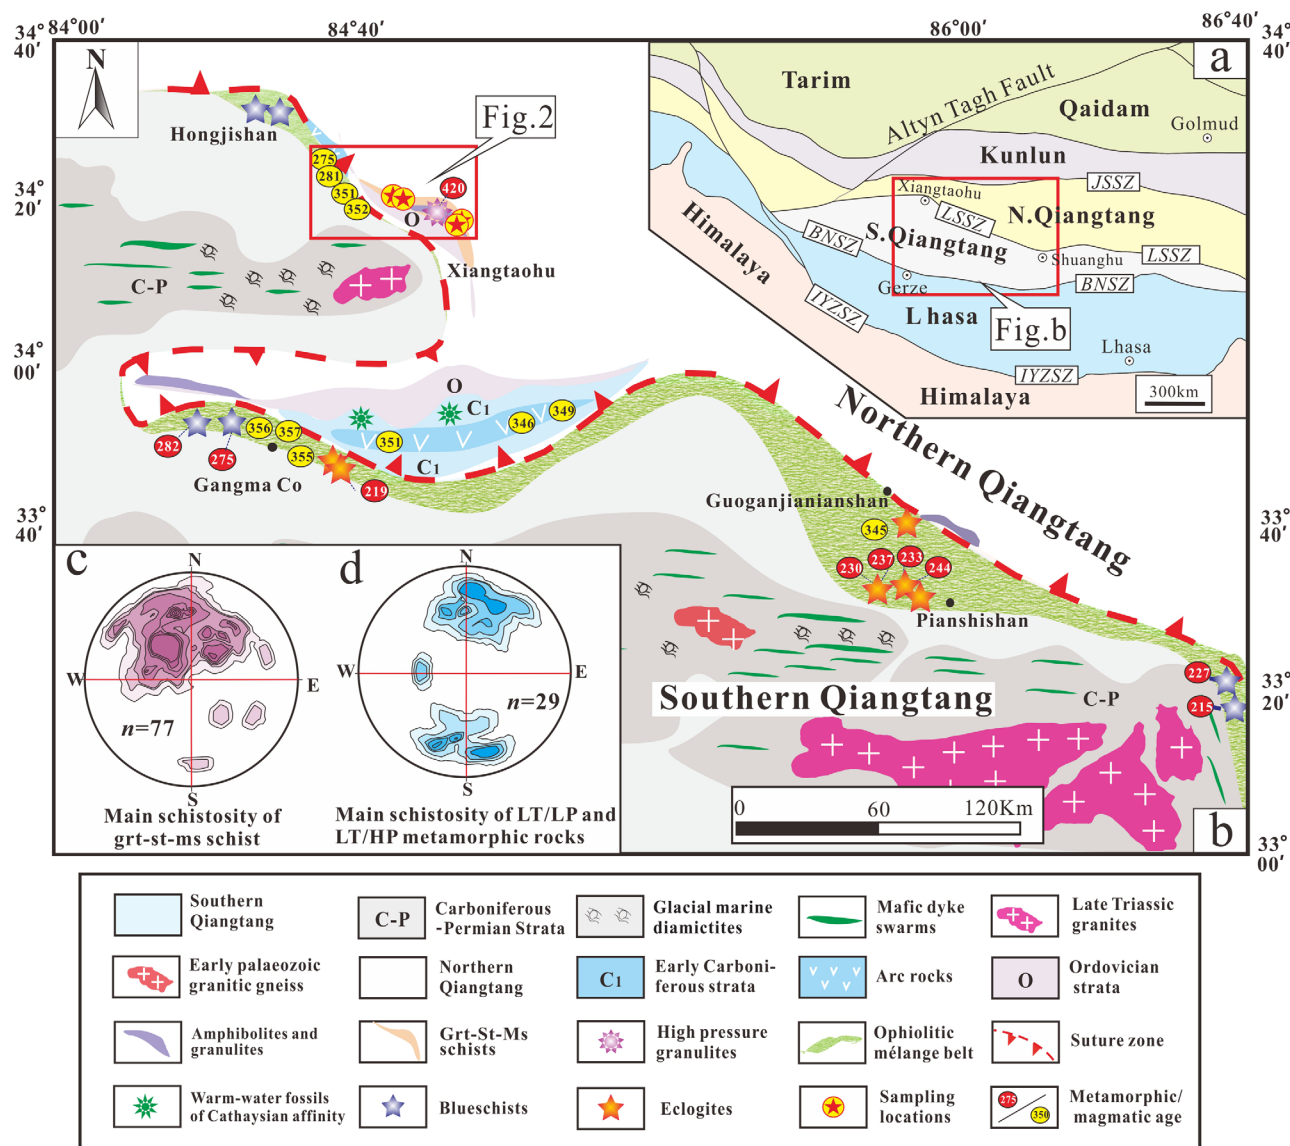 84°00′
84°40′
86°00′
86°40′
34°
40′
34°
40′
N
a
Tarim
Altyn Tagh Fault
Qaidam
Golmud
Kunlun
JSSZ
Xiangtaohu
LSSZ
N.Qiangtang
BNSZ
S.Qiangtang
Shuanghu
LSSZ
Himalaya
Gerze
BNSZ
IYZSZ
Lhasa
Fig.b
Lhasa
IYZSZ
Himalaya
300km
Hongjishan
Fig.2
275
281
351
352
420
O
34°
20′
Xiangtaohu
C-P
34°
00′
O
C1
349
346
351
C1
356
357
355
282
275
219
Gangma Co
Northern Qiangtang
Guoganjianianshan
345
33°
40′
33°
40′
230
237
233
244
Pianshishan
Southern Qiangtang
C-P
227
215
33°
20′
33°
00′
0
60
120Km
b
c
N
W
E
S
n=77
Main schistosity of
grt-st-ms schist
d
N
W
E
S
n=29
Main schistosity of LT/LP and
LT/HP metamorphic rocks
Southern
Qiangtang
C-P
Carboniferous
-Permian Strata
Glacial marine
diamictites
Mafic dyke
swarms
Late Triassic
granites
Early palaeozoic
granitic gneiss
Northern
Qiangtang
C1
Early Carboni-
ferous strata
Arc rocks
O
Ordovician
strata
Amphibolites and
granulites
Grt-St-Ms
schists
High pressure
granulites
Ophiolitic
mélange belt
Suture zone
Warm-water fossils
of Cathaysian affinity
Blueschists
Eclogites
Sampling
locations
275
350
Metamorphic/
magmatic age